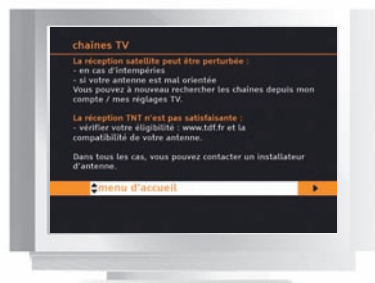 chaînes TV
La réception satellite peut être perturbée :
- en cas d'intempéries
- si votre antenne est mal orientée
Vous pouvez à nouveau rechercher les chaînes depuis mon
compte / mes réglages TV.
La réception TNT n'est pas satisfaisante :
- vérifier votre éligibilité : www.tdf.fr et la
compatibilité de votre antenne.
Dans tous les cas, vous pouvez contacter un installateur
d'antenne.
menu d'accueil